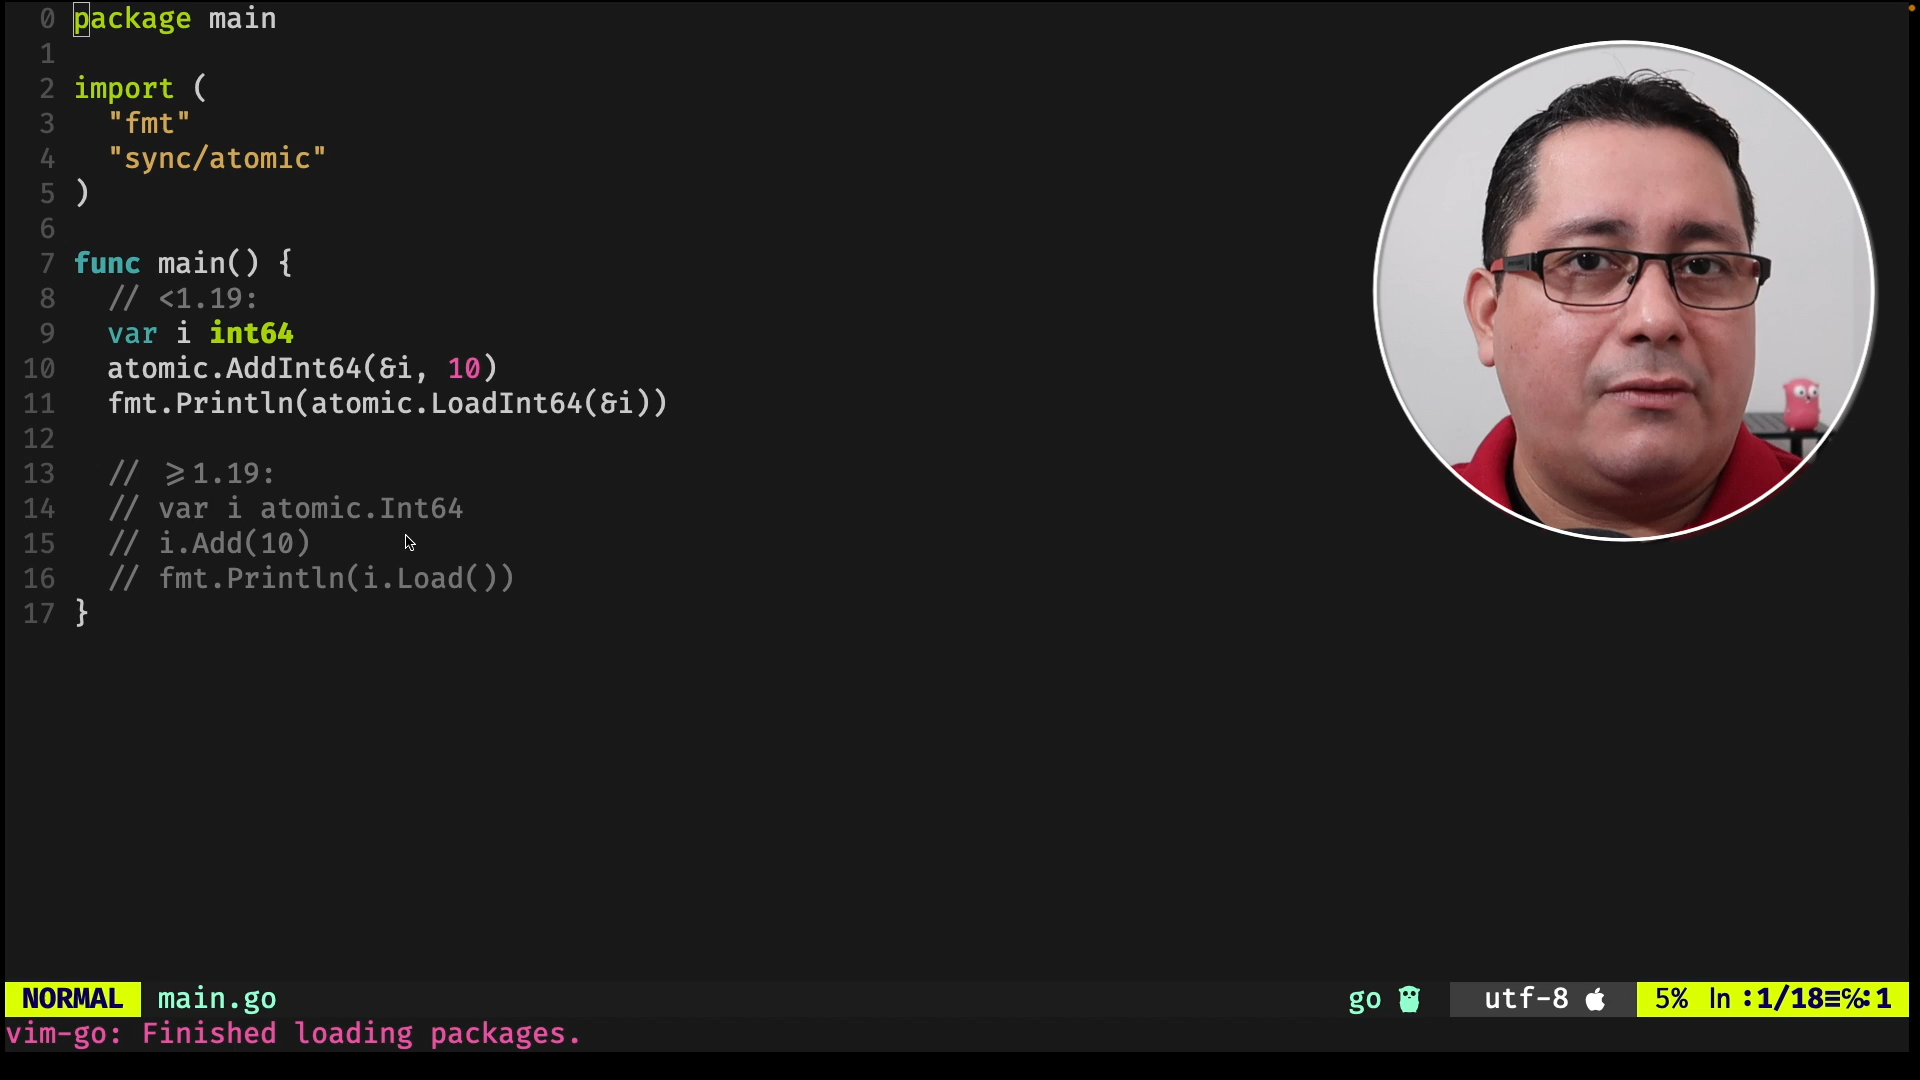 0 package main
1
2 import (
3 "fmt"
4 "sync/atomic"
5 )
6
7 func main() {
8 // <1.19:
9 var i int64
10 atomic.AddInt64(&i, 10)
11 fmt.Println(atomic.LoadInt64(&i))
12
13 // ⩾1.19:
14 // var i atomic.Int64
15 // i.Add(10)
16 // fmt.Println(i.Load())
17 }
NORMAL main.go go utf-8 5% ln :1/18≡℅:1
vim-go: Finished loading packages.